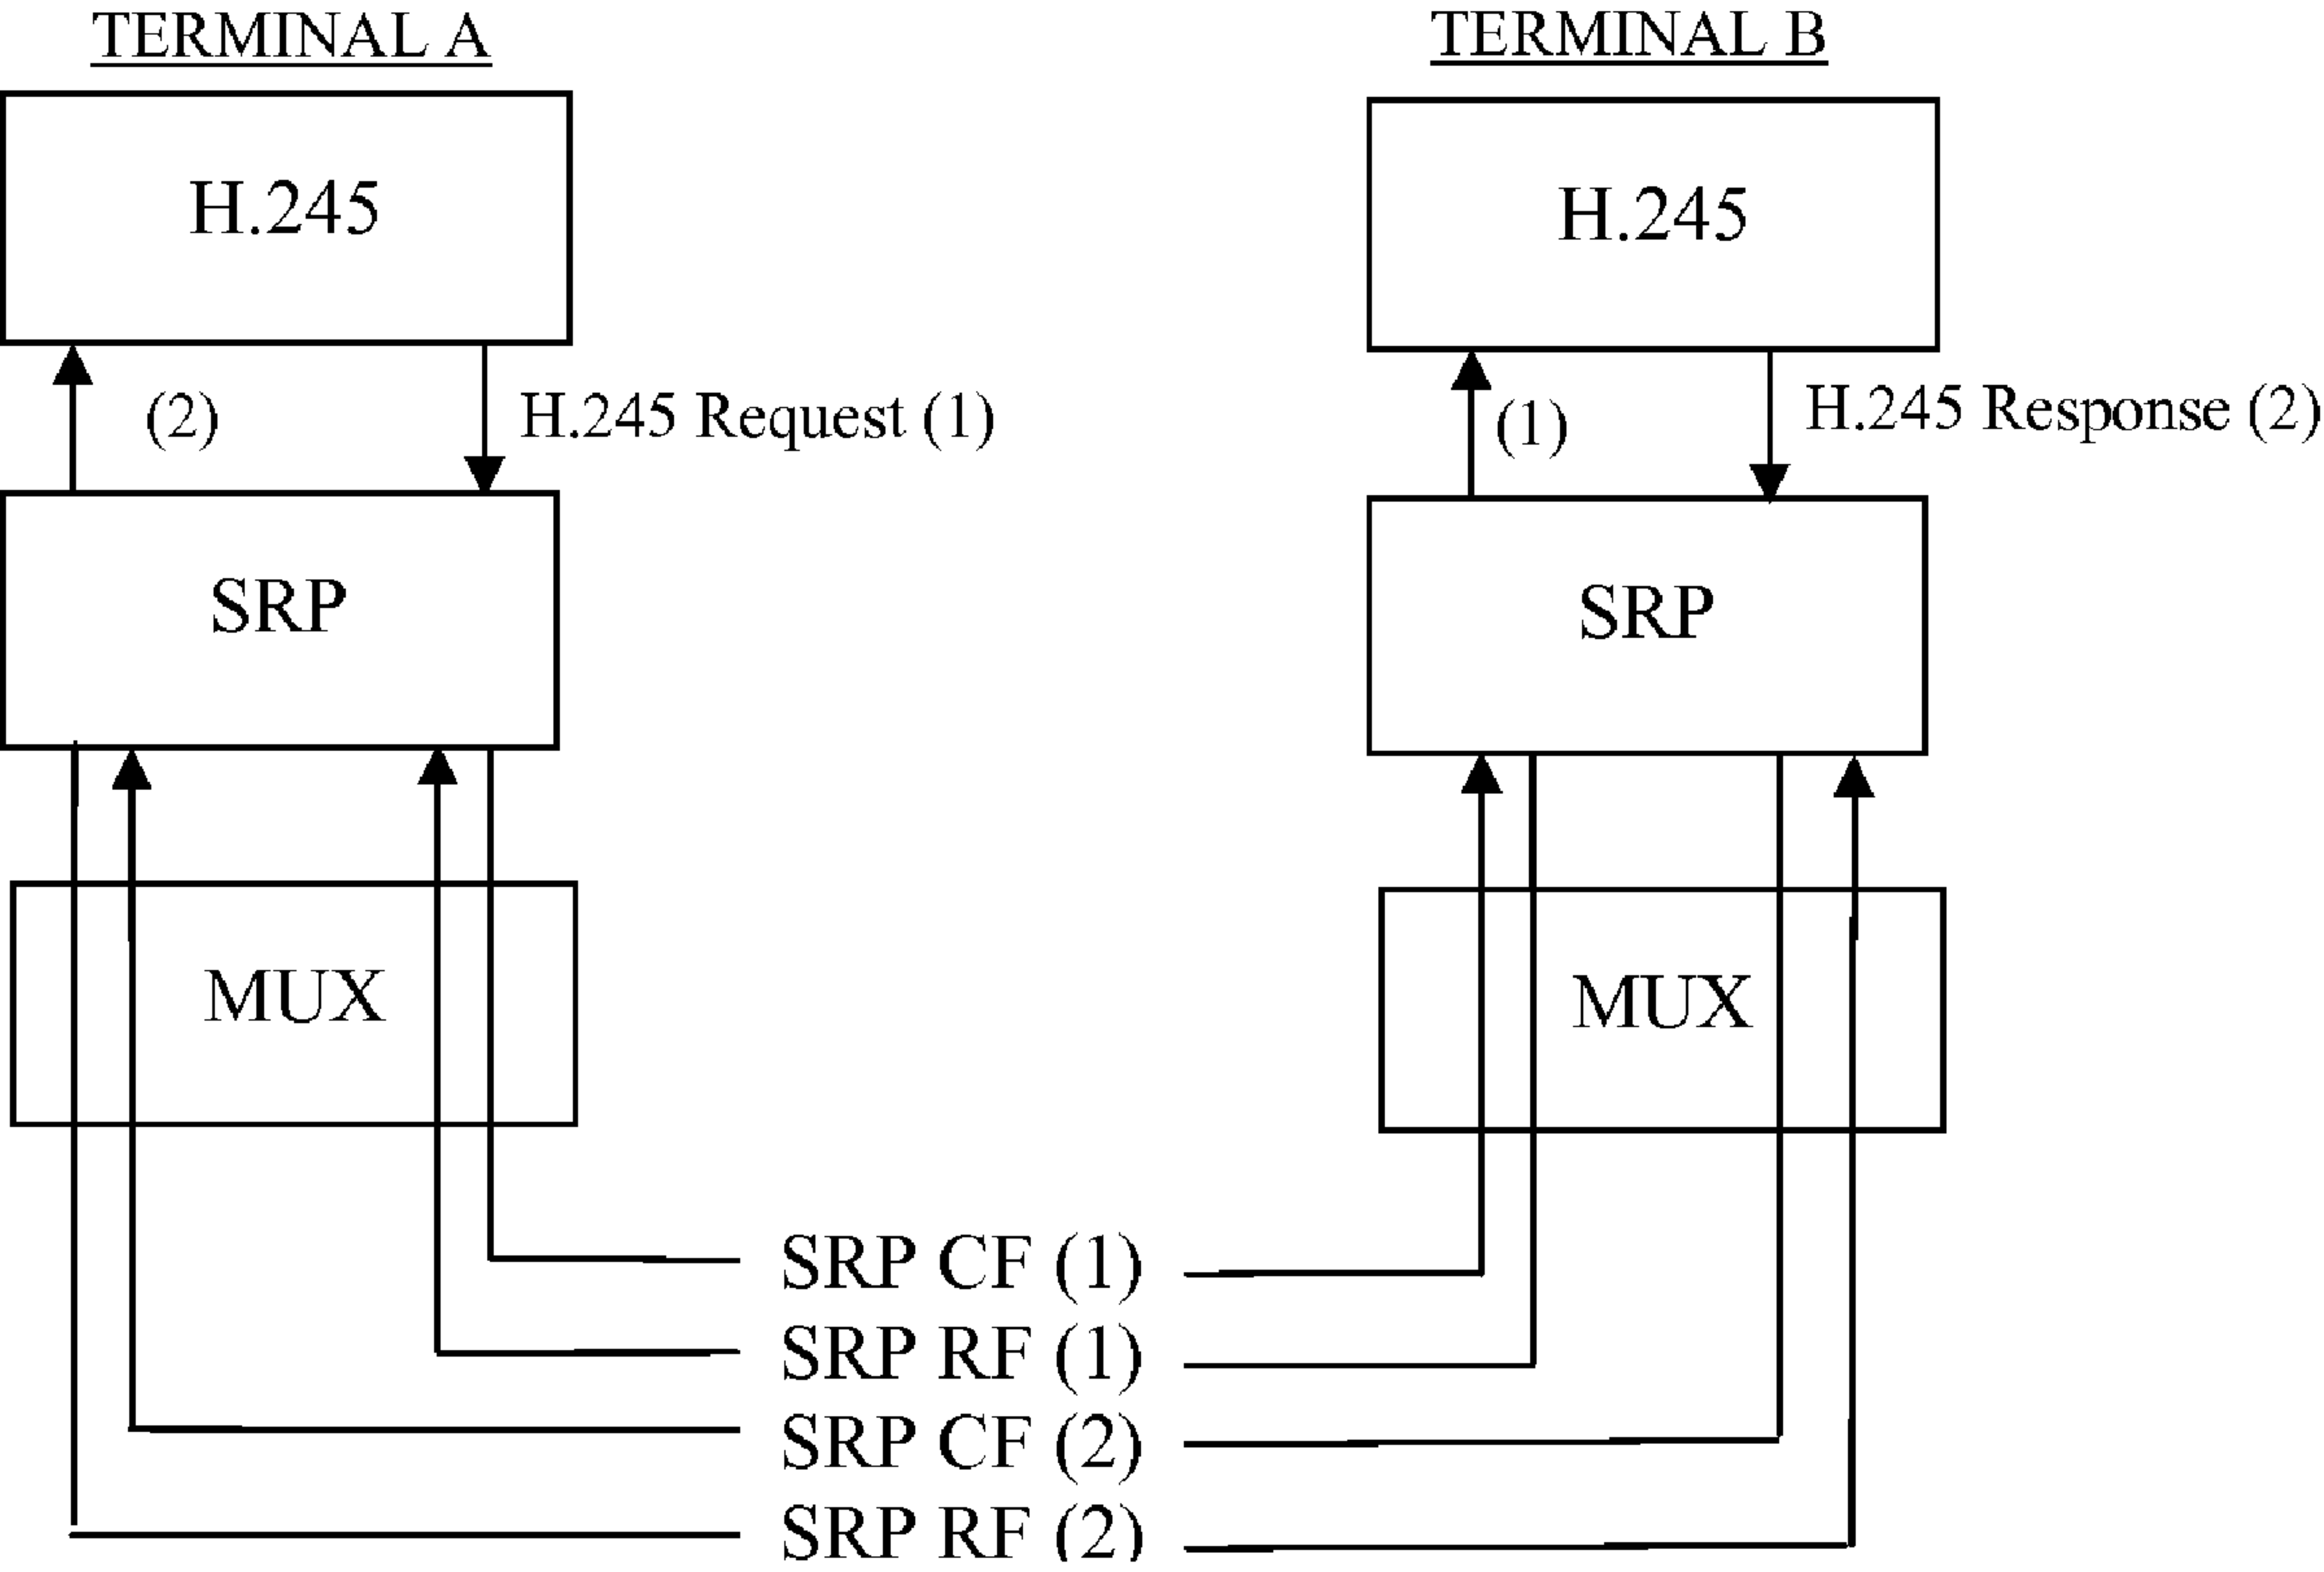 TERMINAL A
TERMINAL B
H.245
H.245
(2)
H.245 Request (1)
(1)
H.245 Response (2)
SRP
SRP
MUX
MUX
SRP CF (1)
SRP RF (1)
SRP CF (2)
SRP RF (2)